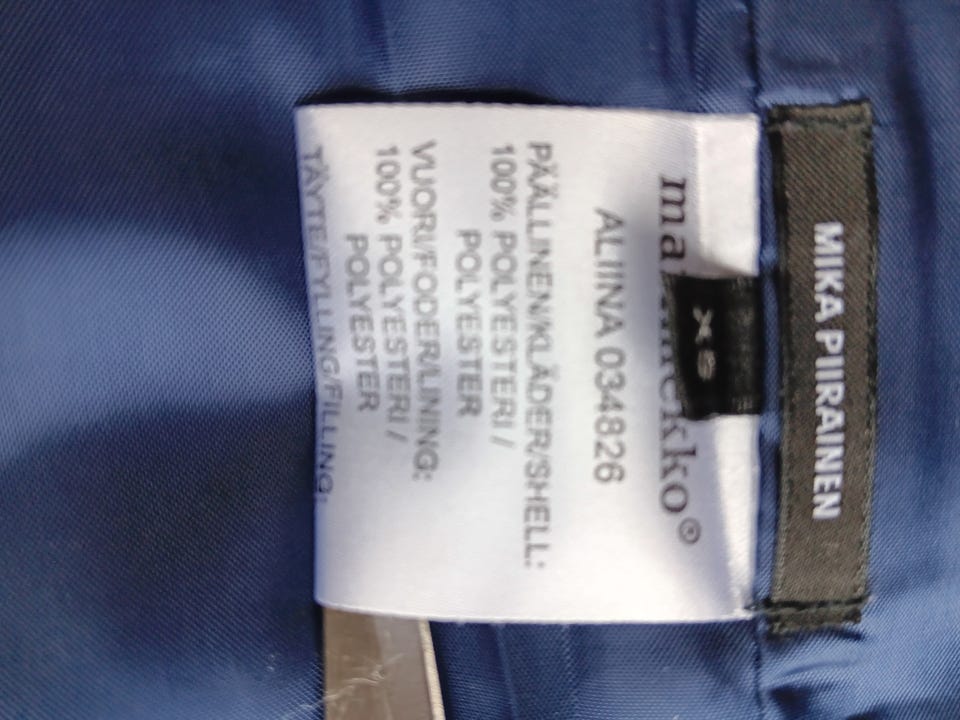 MIKA PIIRAINEN
XS
marimekko®
ALIINA 034826
PÄÄLLINEN/KLÄDER/SHELL:
100% POLYESTERI /
POLYESTER
VUORI/FODER/LINING:
100% POLYESTERI /
POLYESTER
TÄYTE/FYLLING/FILLING: